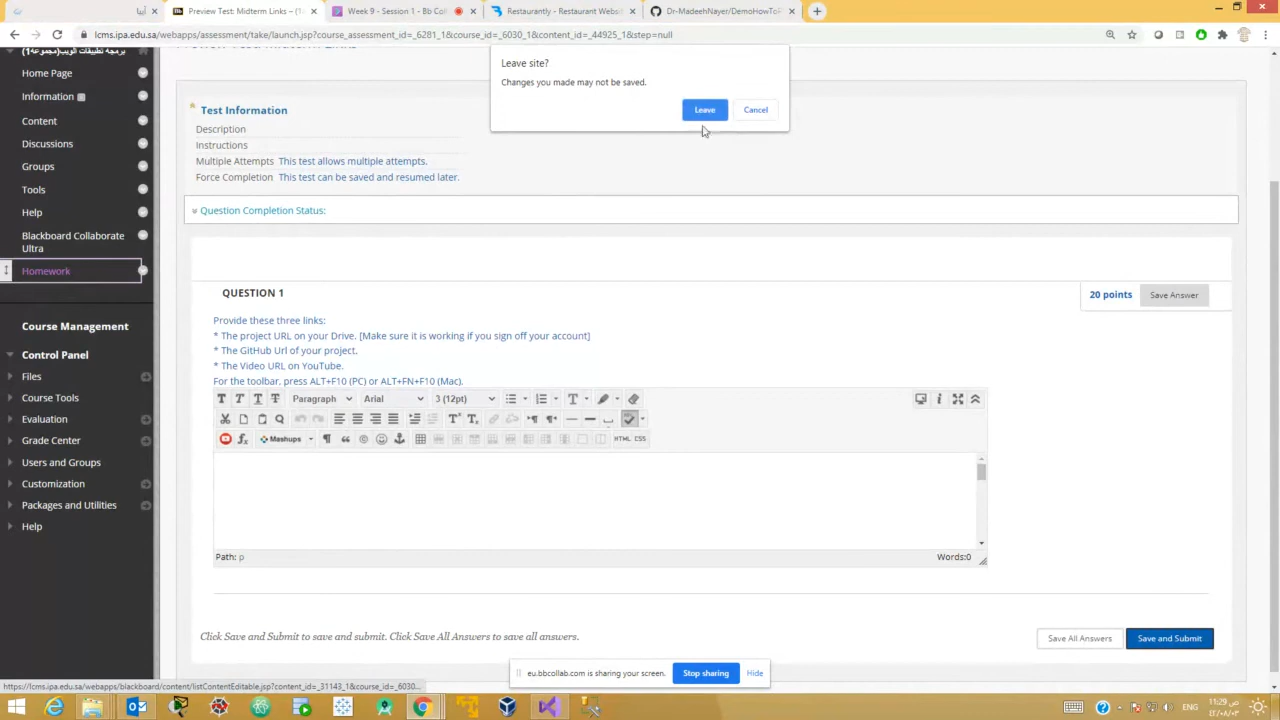 أينا
Preview Test: Midterm Links – (1
Week 9 - Session 1 - Bb Coll
Restaurantly - Restaurant Websit
Dr-MadeehNayer/DemoHowToP
lcms.ipa.edu.sa/webapps/assessment/take/launch.jsp?course_assessment_id=_6281_1&course_id=_6030_1&content_id=_44925_1&step=null
برمجة تطبيقات الويب(مجموعة1)
Home Page
Information
Content
Discussions
Groups
Tools
Help
Blackboard Collaborate
Ultra
Homework
Course Management
Control Panel
Files
Course Tools
Evaluation
Grade Center
Users and Groups
Customization
Packages and Utilities
Help
Leave site?
Changes you made may not be saved.
Leave
Cancel
Test Information
Description
Instructions
Multiple Attempts This test allows multiple attempts.
Force Completion This test can be saved and resumed later.
Question Completion Status:
QUESTION 1
20 points
Save Answer
Provide these three links:
* The project URL on your Drive. [Make sure it is working if you sign off your account]
* The GitHub Url of your project.
* The Video URL on YouTube.
For the toolbar, press ALT+F10 (PC) or ALT+FN+F10 (Mac).
T T T T Paragraph Arial 3 (12pt)
Mashups
HTML CSS
Path: p
Words:0
Click Save and Submit to save and submit. Click Save All Answers to save all answers.
Save All Answers
Save and Submit
eu.bbcollab.com is sharing your screen.
Stop sharing
Hide
https://lcms.ipa.edu.sa/webapps/blackboard/content/listContentEditable.jsp?content_id=_31143_1&course_id=_6030...
ENG
11:29 ص
٤٢/٠٨/٠٣